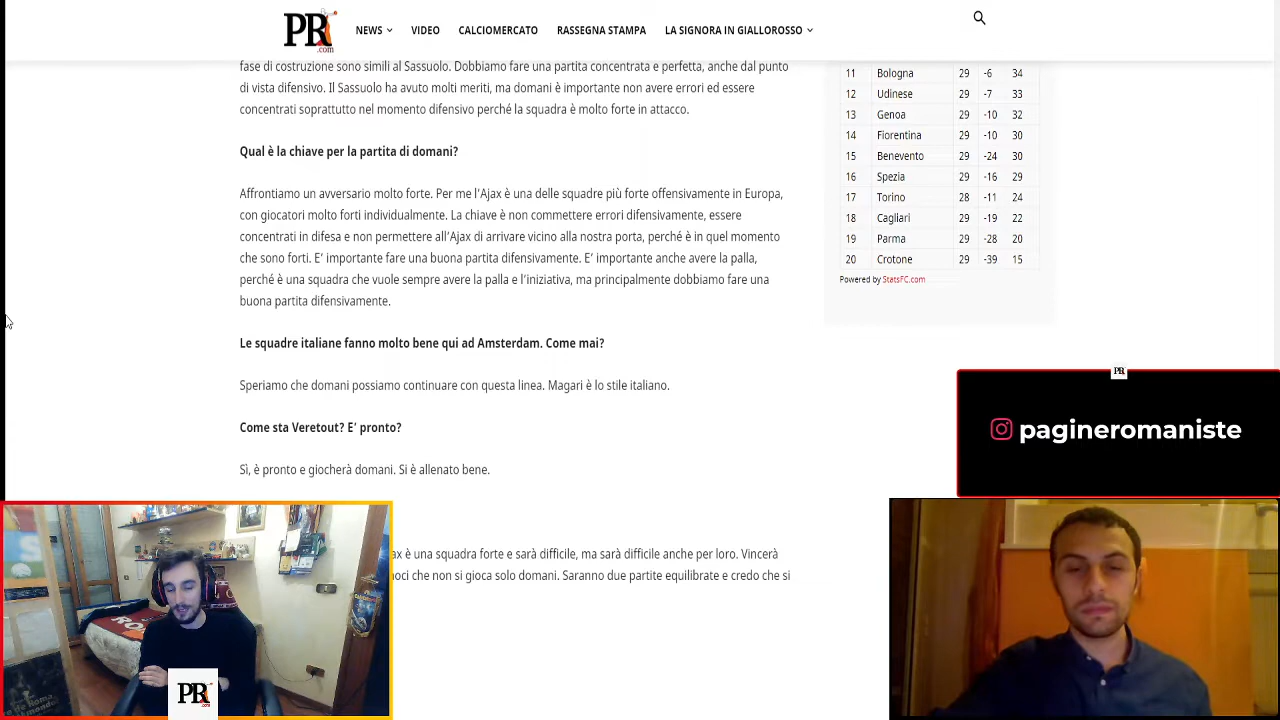 PR
.com
NEWS
VIDEO
CALCIOMERCATO
RASSEGNA STAMPA
LA SIGNORA IN GIALLOROSSO
fase di costruzione sono simili al Sassuolo. Dobbiamo fare una partita concentrata e perfetta, anche dal punto
di vista difensivo. Il Sassuolo ha avuto molti meriti, ma domani è importante non avere errori ed essere
concentrati soprattutto nel momento difensivo perché la squadra è molto forte in attacco.
Qual è la chiave per la partita di domani?
Affrontiamo un avversario molto forte. Per me l'Ajax è una delle squadre più forte offensivamente in Europa,
con giocatori molto forti individualmente. La chiave è non commettere errori difensivamente, essere
concentrati in difesa e non permettere all'Ajax di arrivare vicino alla nostra porta, perché è in quel momento
che sono forti. E' importante fare una buona partita difensivamente. E' importante anche avere la palla,
perché è una squadra che vuole sempre avere la palla e l'iniziativa, ma principalmente dobbiamo fare una
buona partita difensivamente.
Le squadre italiane fanno molto bene qui ad Amsterdam. Come mai?
Speriamo che domani possiamo continuare con questa linea. Magari è lo stile italiano.
Come sta Veretout? E' pronto?
Sì, è pronto e giocherà domani. Si è allenato bene.
ax è una squadra forte e sarà difficile, ma sarà difficile anche per loro. Vincerà
oci che non si gioca solo domani. Saranno due partite equilibrate e credo che si
11 Bologna 29 -6 34
12 Udinese 29 -7 33
13 Genoa 29 -10 32
14 Fiorentina 29 -10 30
15 Benevento 29 -24 30
16 Spezia 29 -16 29
17 Torino 28 -11 24
18 Cagliari 29 -19 22
19 Parma 29 -28 20
20 Crotone 29 -39 15
Powered by StatsFC.com
PR
pagineromaniste
PR